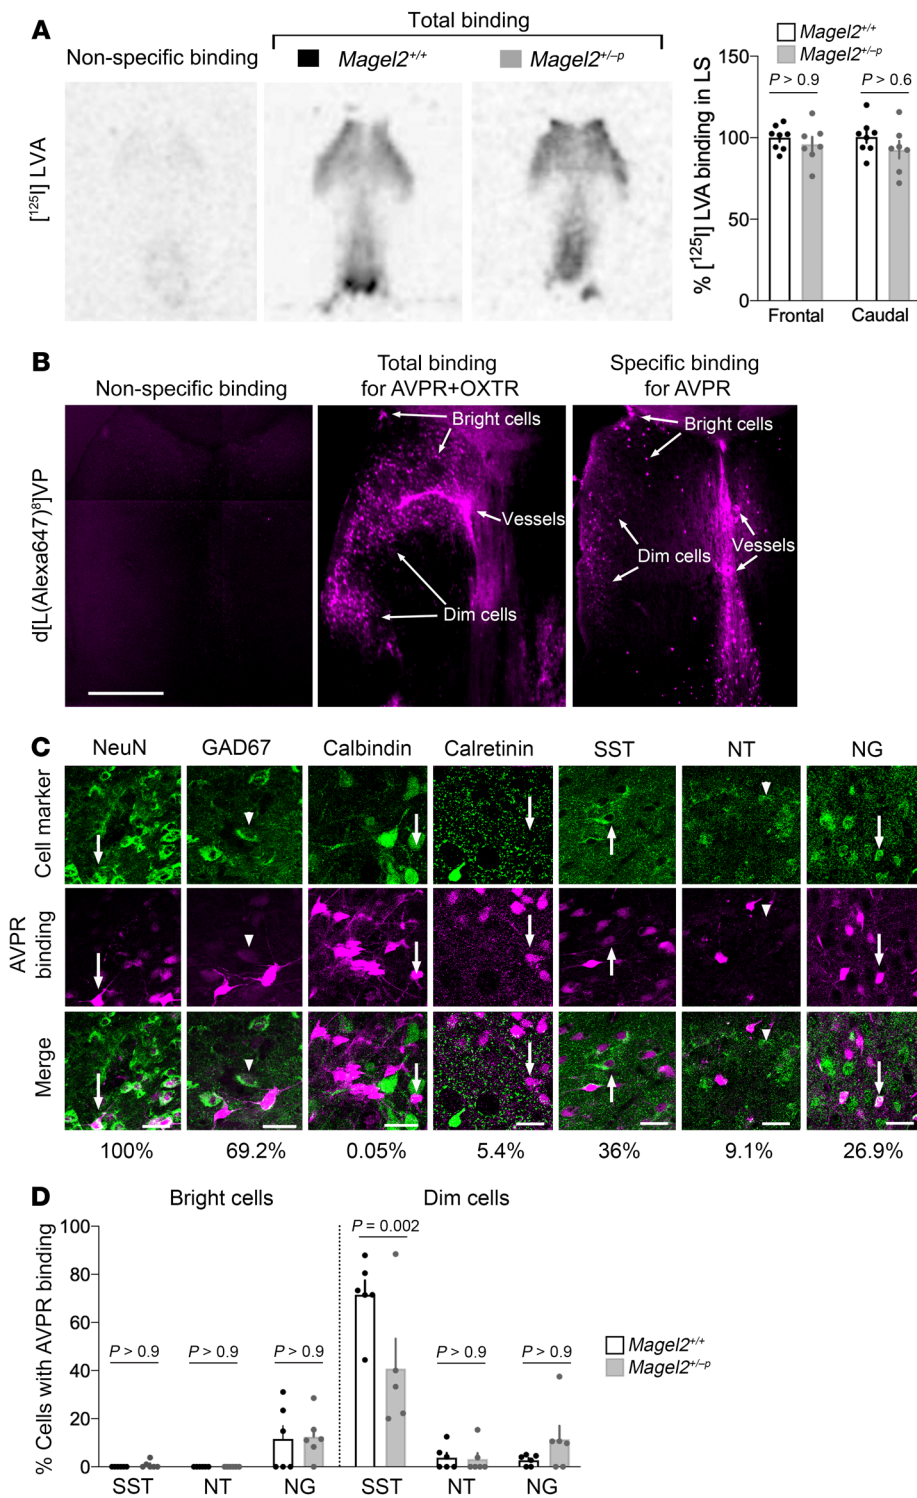 A
Total binding
Non-specific binding
Magel2+/+
Magel2+/–p
[125I] LVA
% [125I] LVA binding in LS
150
100
50
0
P > 0.9
P > 0.6
Frontal
Caudal
Magel2+/+
Magel2+/–p
B
Non-specific binding
Total binding
for AVPR+OXTR
Specific binding
for AVPR
d[L(Alexa647)8]VP
Bright cells
Vessels
Dim cells
Bright cells
Dim cells
Vessels
C
NeuN GAD67 Calbindin Calretinin SST NT NG
Cell marker
AVPR
binding
Merge
100% 69.2% 0.05% 5.4% 36% 9.1% 26.9%
D
Bright cells
Dim cells
% Cells with AVPR binding
100
80
60
40
20
0
P > 0.9
P > 0.9
P > 0.9
P = 0.002
P > 0.9
P > 0.9
SST NT NG SST NT NG
Magel2+/+
Magel2+/–p